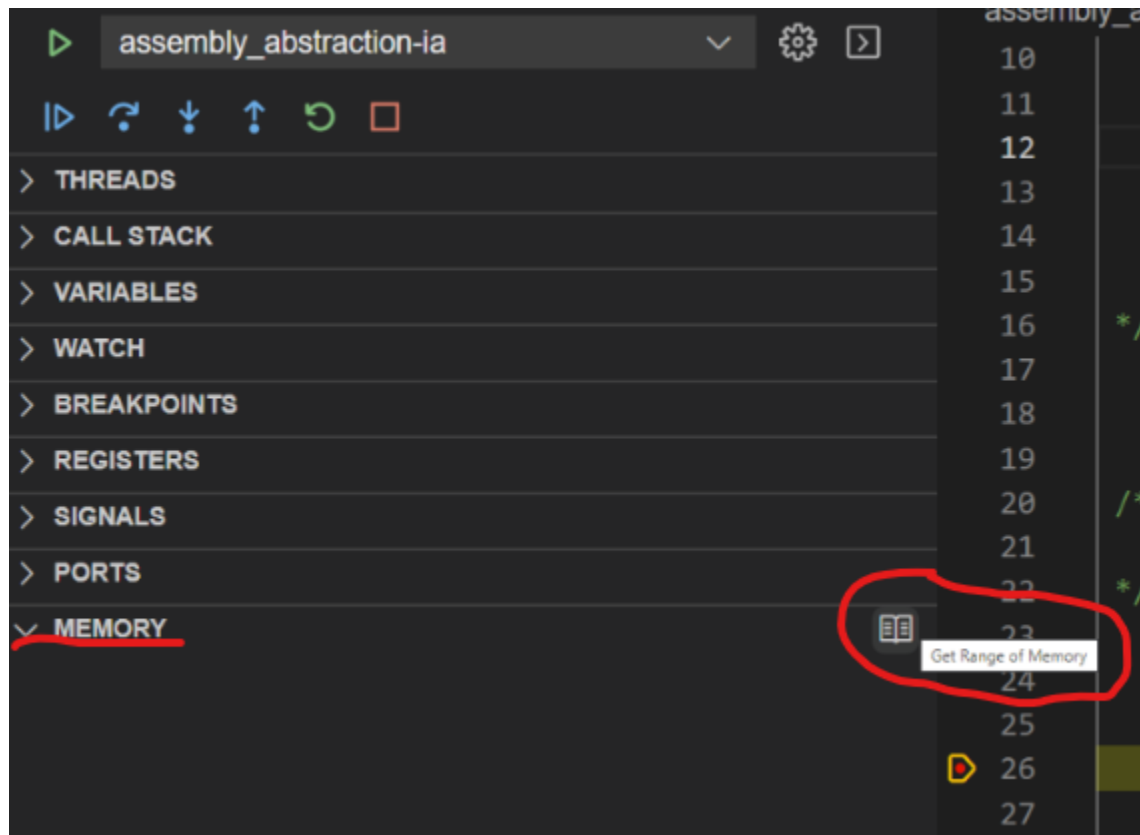 assembly_abstraction-ia
THREADS
CALL STACK
VARIABLES
WATCH
BREAKPOINTS
REGISTERS
SIGNALS
PORTS
MEMORY
Get Range of Memory
10
11
12
13
14
15
16 */
17
18
19
20 /*
21
22 */
23
24
25
26
27